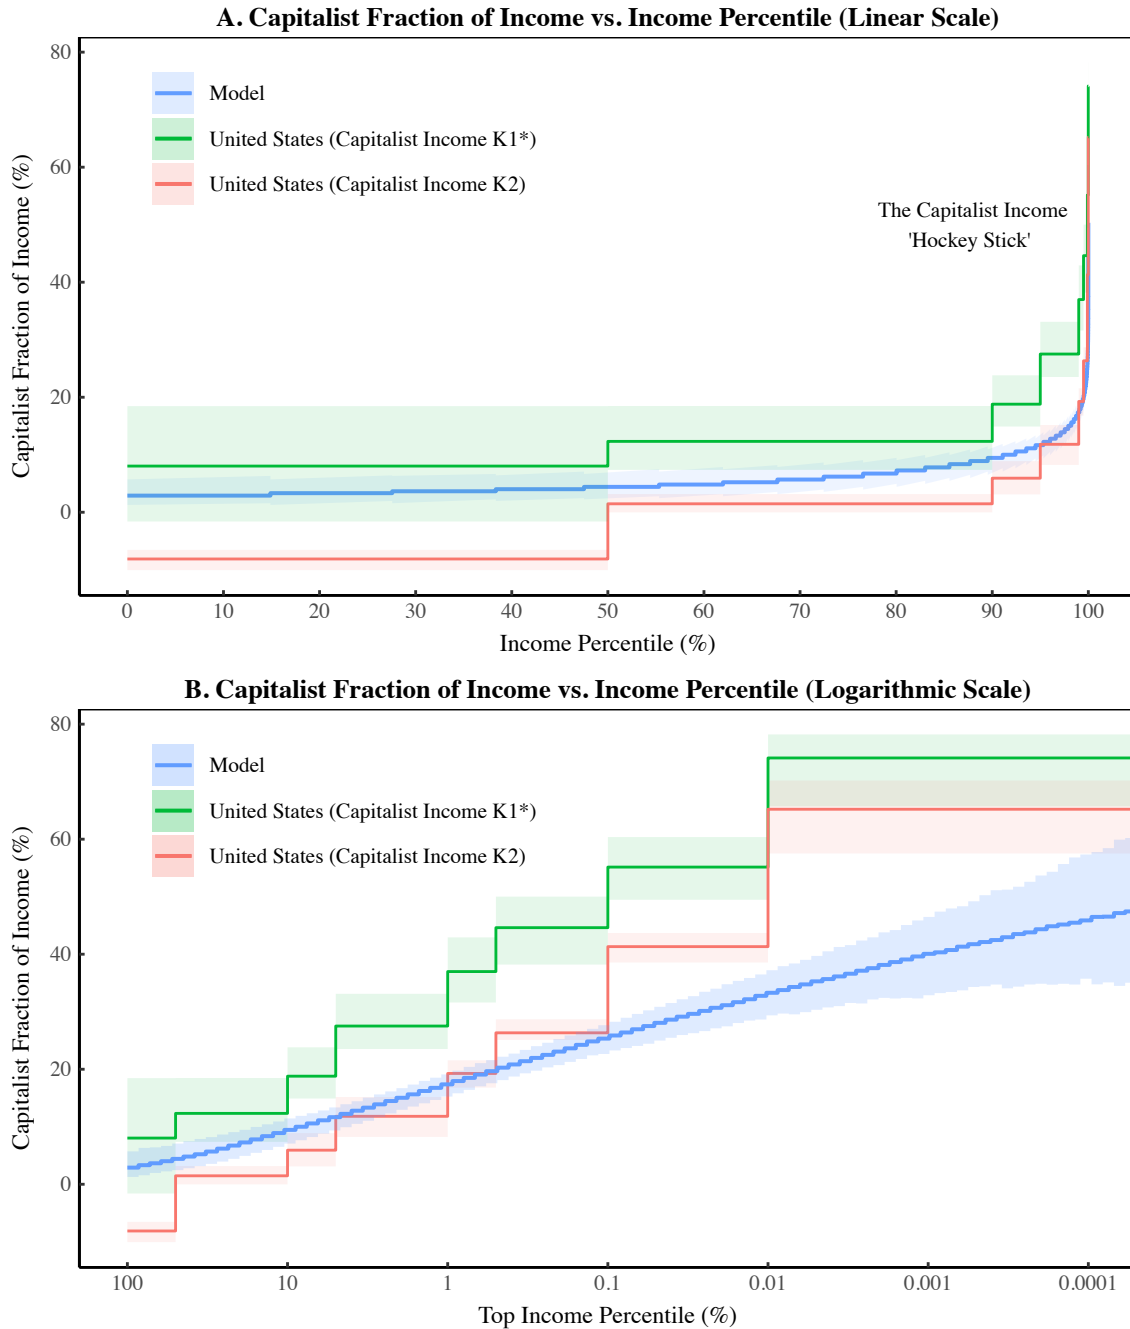 A. Capitalist Fraction of Income vs. Income Percentile (Linear Scale)
80
60
40
20
0
Capitalist Fraction of Income (%)
Model
United States (Capitalist Income K1*)
United States (Capitalist Income K2)
The Capitalist Income
'Hockey Stick'
0 10 20 30 40 50 60 70 80 90 100
Income Percentile (%)
B. Capitalist Fraction of Income vs. Income Percentile (Logarithmic Scale)
80
60
40
20
0
Capitalist Fraction of Income (%)
Model
United States (Capitalist Income K1*)
United States (Capitalist Income K2)
100 10 1 0.1 0.01 0.001 0.0001
Top Income Percentile (%)